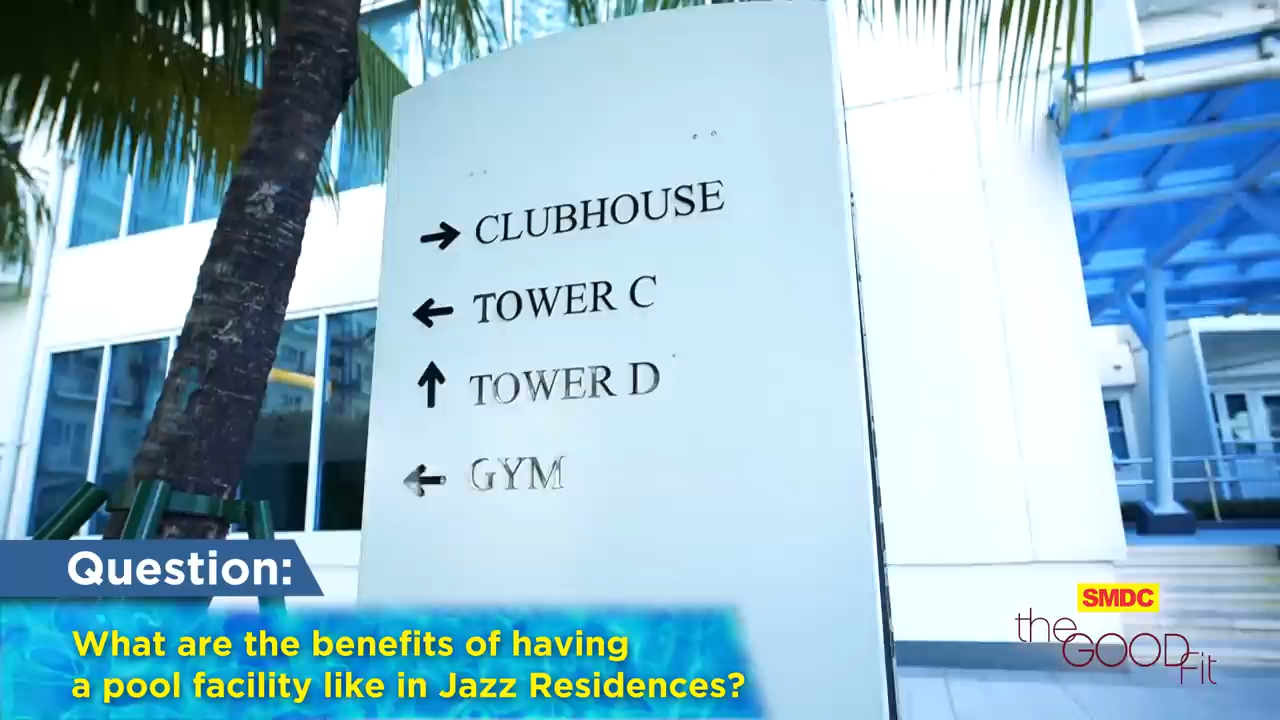 → CLUBHOUSE
← TOWER C
↑ TOWER D
← GYM
Question:
What are the benefits of having
a pool facility like in Jazz Residences?
SMDC
the
GOOD
Fit